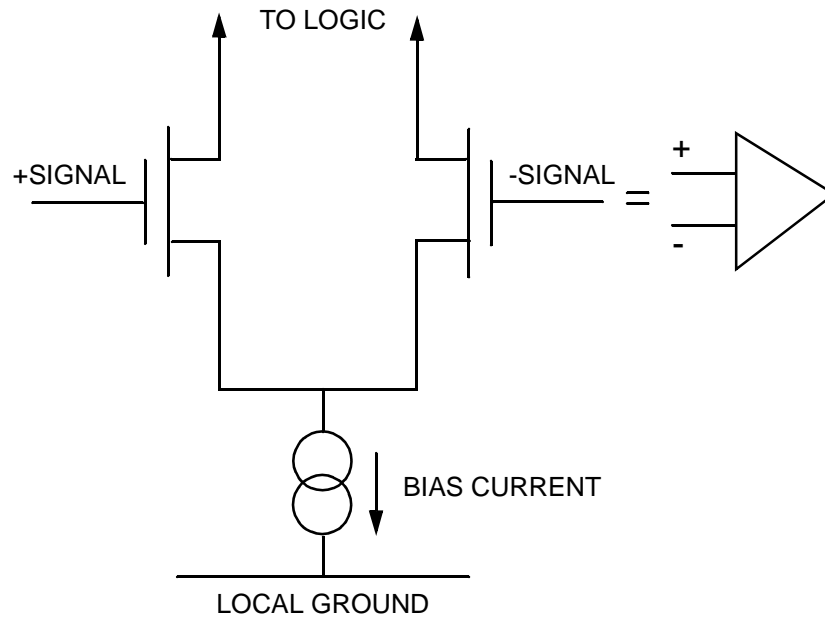 TO LOGIC
+SIGNAL
-SIGNAL
=
+
-
BIAS CURRENT
LOCAL GROUND